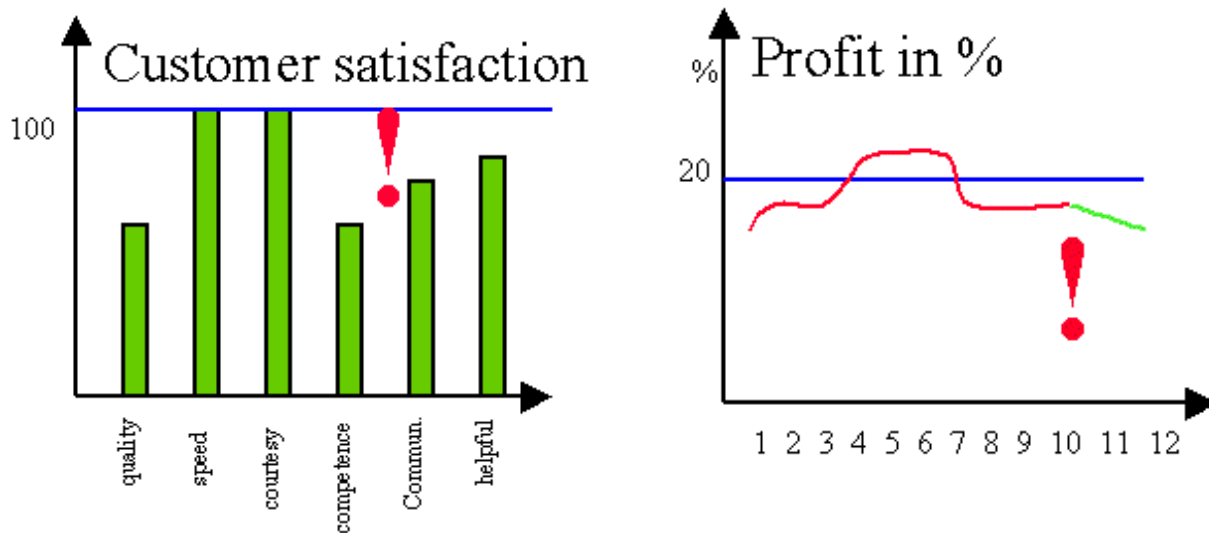 Customer satisfaction
100
quality
speed
courtesy
competence
Commun.
helpful
Profit in %
%
20
1 2 3 4 5 6 7 8 9 10 11 12